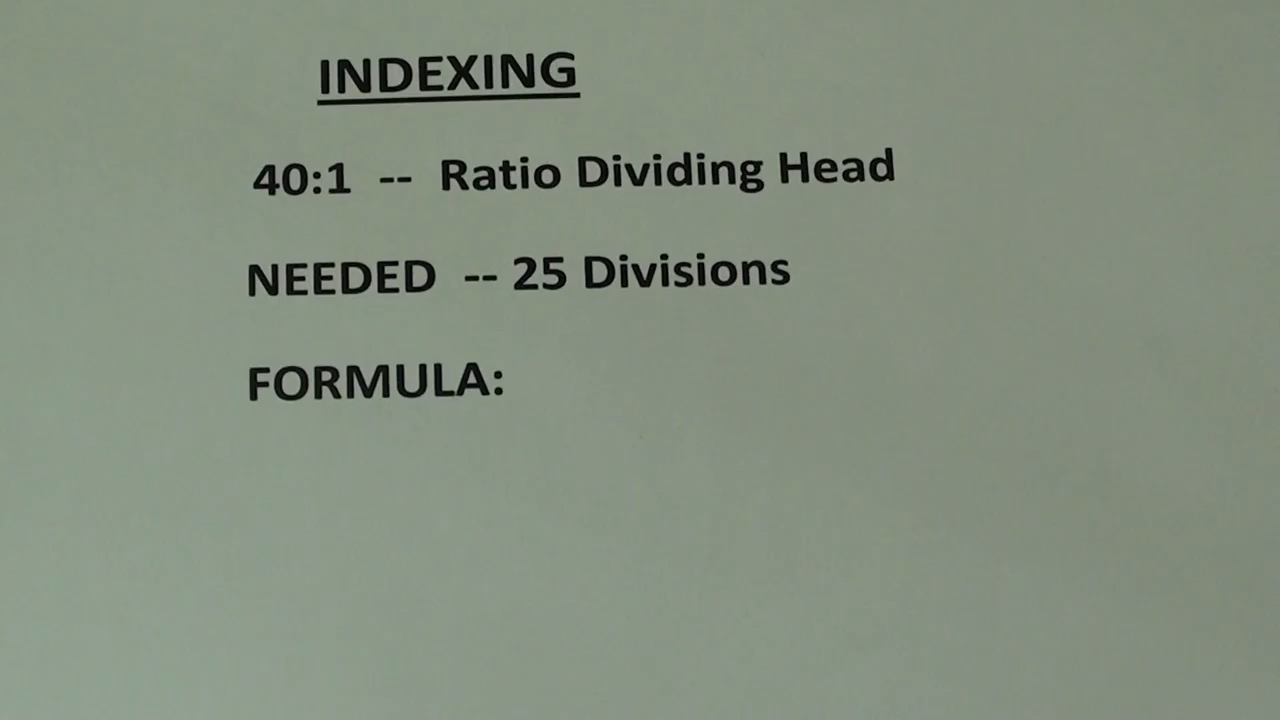 INDEXING
40:1 -- Ratio Dividing Head
NEEDED -- 25 Divisions
FORMULA: